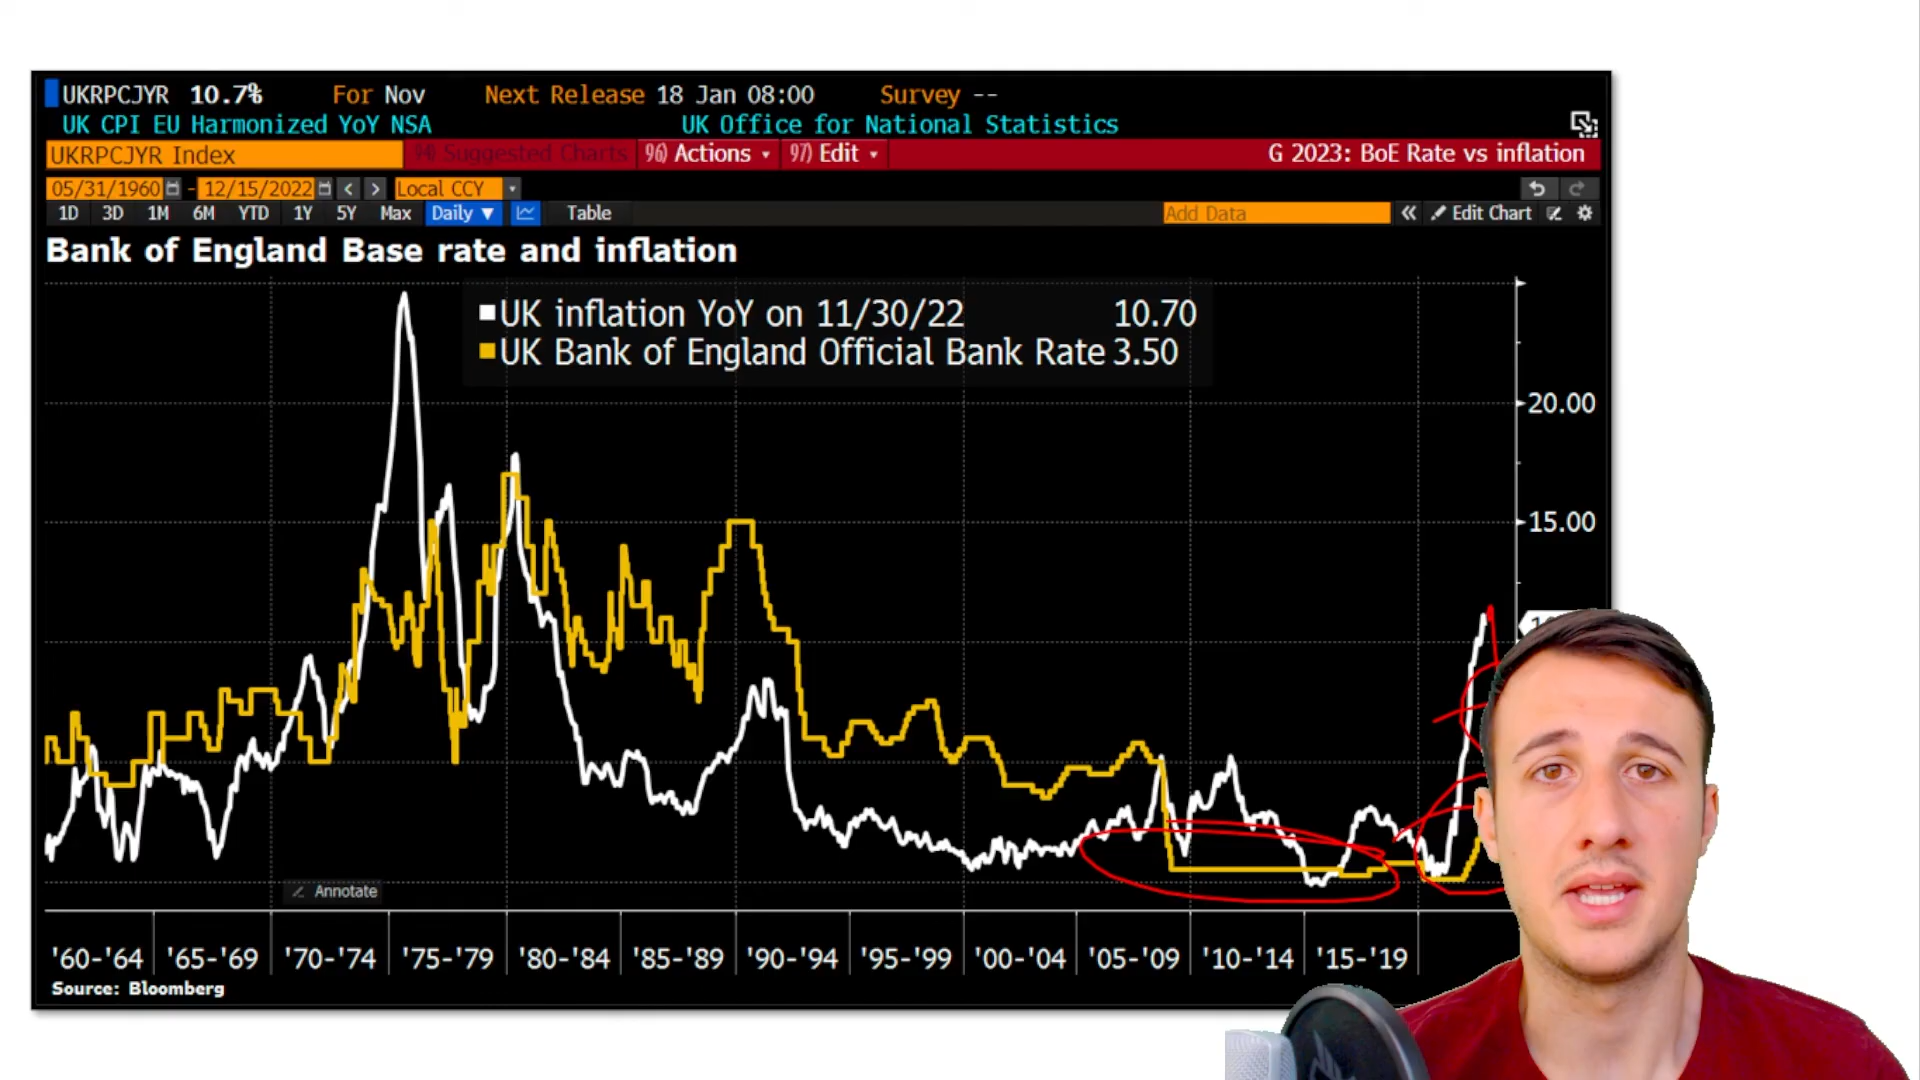 UKRPCJYR 10.7% For Nov Next Release 18 Jan 08:00 Survey --
UK CPI EU Harmonized YoY NSA UK Office for National Statistics
UKRPCJYR Index 94) Suggested Charts 96) Actions 97) Edit G 2023: BoE Rate vs inflation
05/31/1960 - 12/15/2022 Local CCY
1D 3D 1M 6M YTD 1Y 5Y Max Daily ▼ Table Add Data « Edit Chart
Bank of England Base rate and inflation
UK inflation YoY on 11/30/22 10.70
UK Bank of England Official Bank Rate 3.50
20.00
15.00
Annotate
'60-'64 '65-'69 '70-'74 '75-'79 '80-'84 '85-'89 '90-'94 '95-'99 '00-'04 '05-'09 '10-'14 '15-'19
Source: Bloomberg